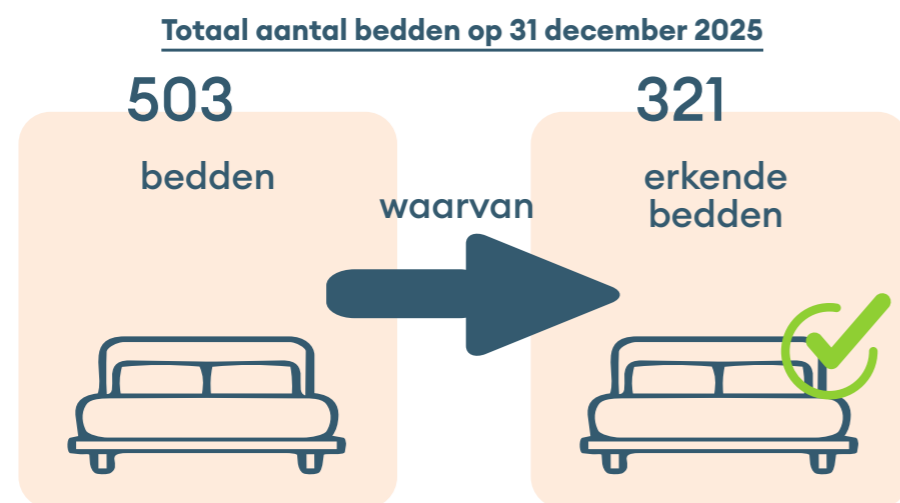 Totaal aantal bedden op 31 december 2025
503
bedden
waarvan
321
erkende
bedden